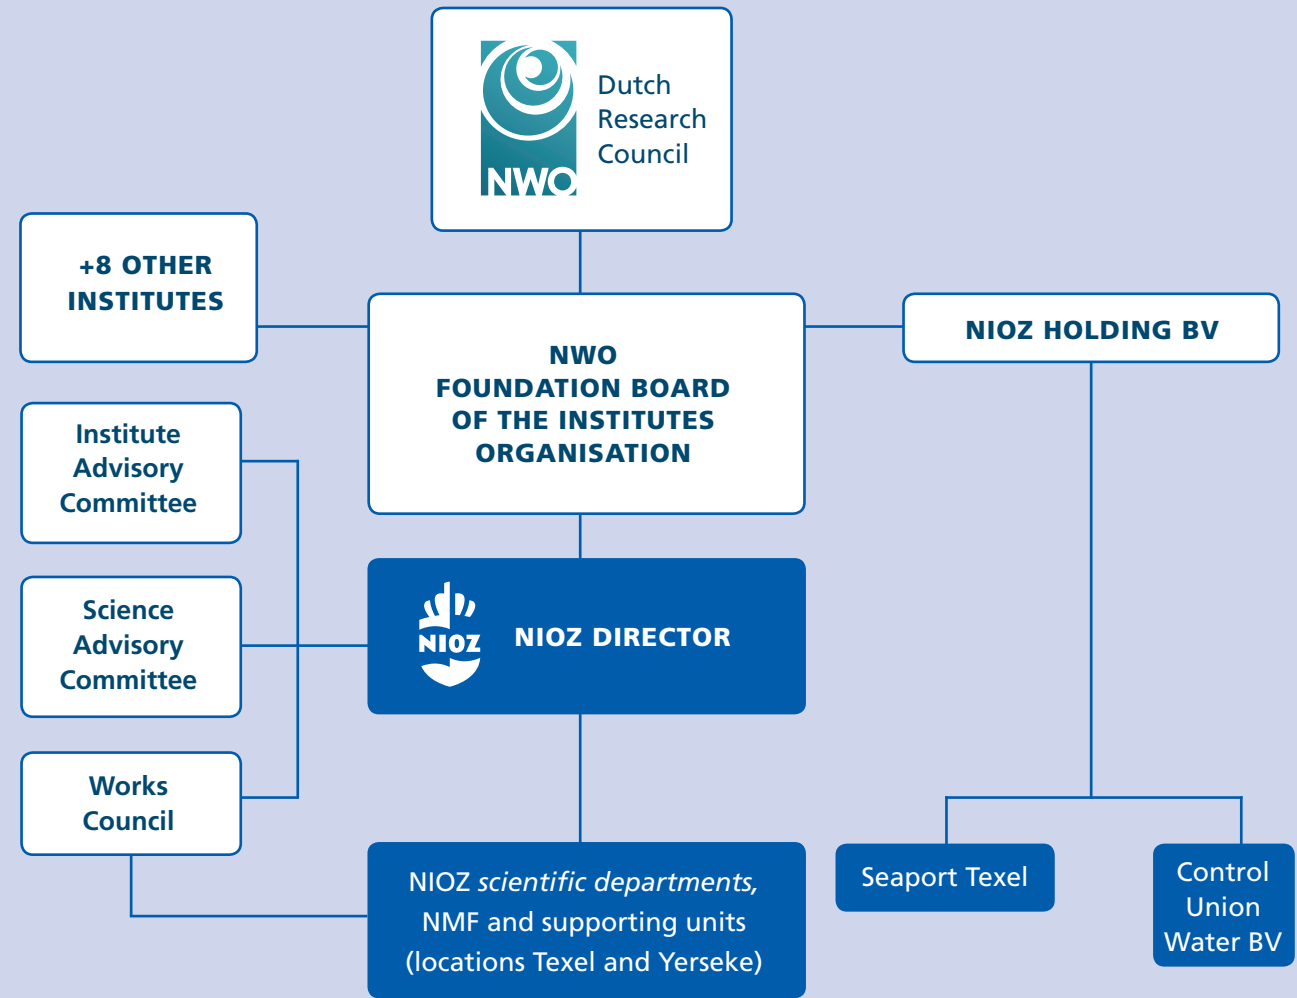 NWO
Dutch
Research
Council
+8 OTHER
INSTITUTES
NWO
FOUNDATION BOARD
OF THE INSTITUTES
ORGANISATION
NIOZ HOLDING BV
Institute
Advisory
Committee
Science
Advisory
Committee
Works
Council
NIOZ
NIOZ DIRECTOR
NIOZ scientific departments,
NMF and supporting units
(locations Texel and Yerseke)
Seaport Texel
Control
Union
Water BV